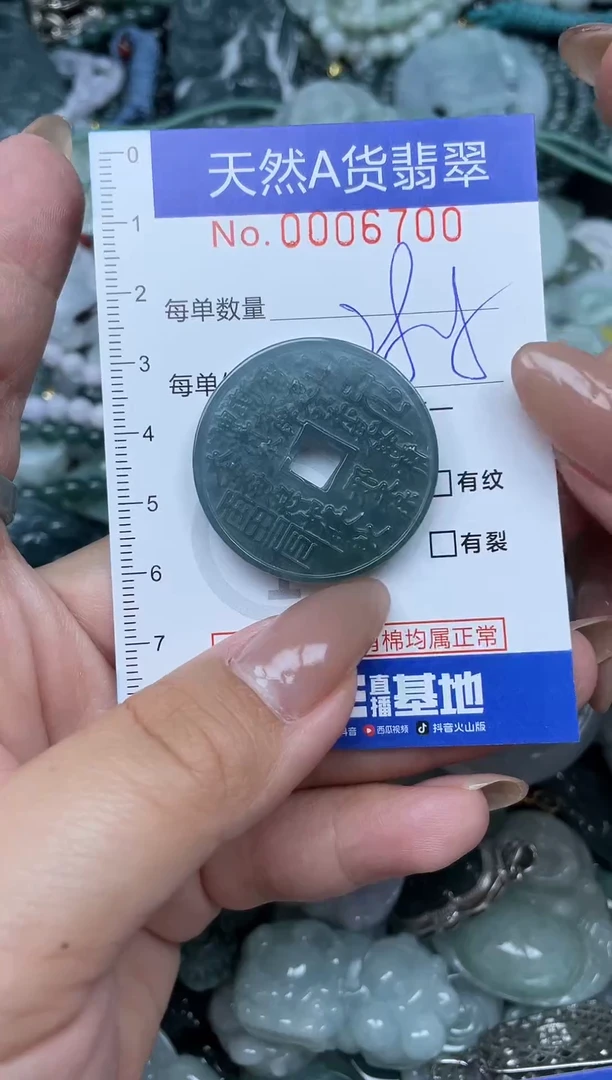 天然A货翡翠
No.0006700
每单数量
每单
有纹
有裂
棉均属正常
直播基地
抖音 西瓜视频 抖音火山版
0
1
2
3
4
5
6
7